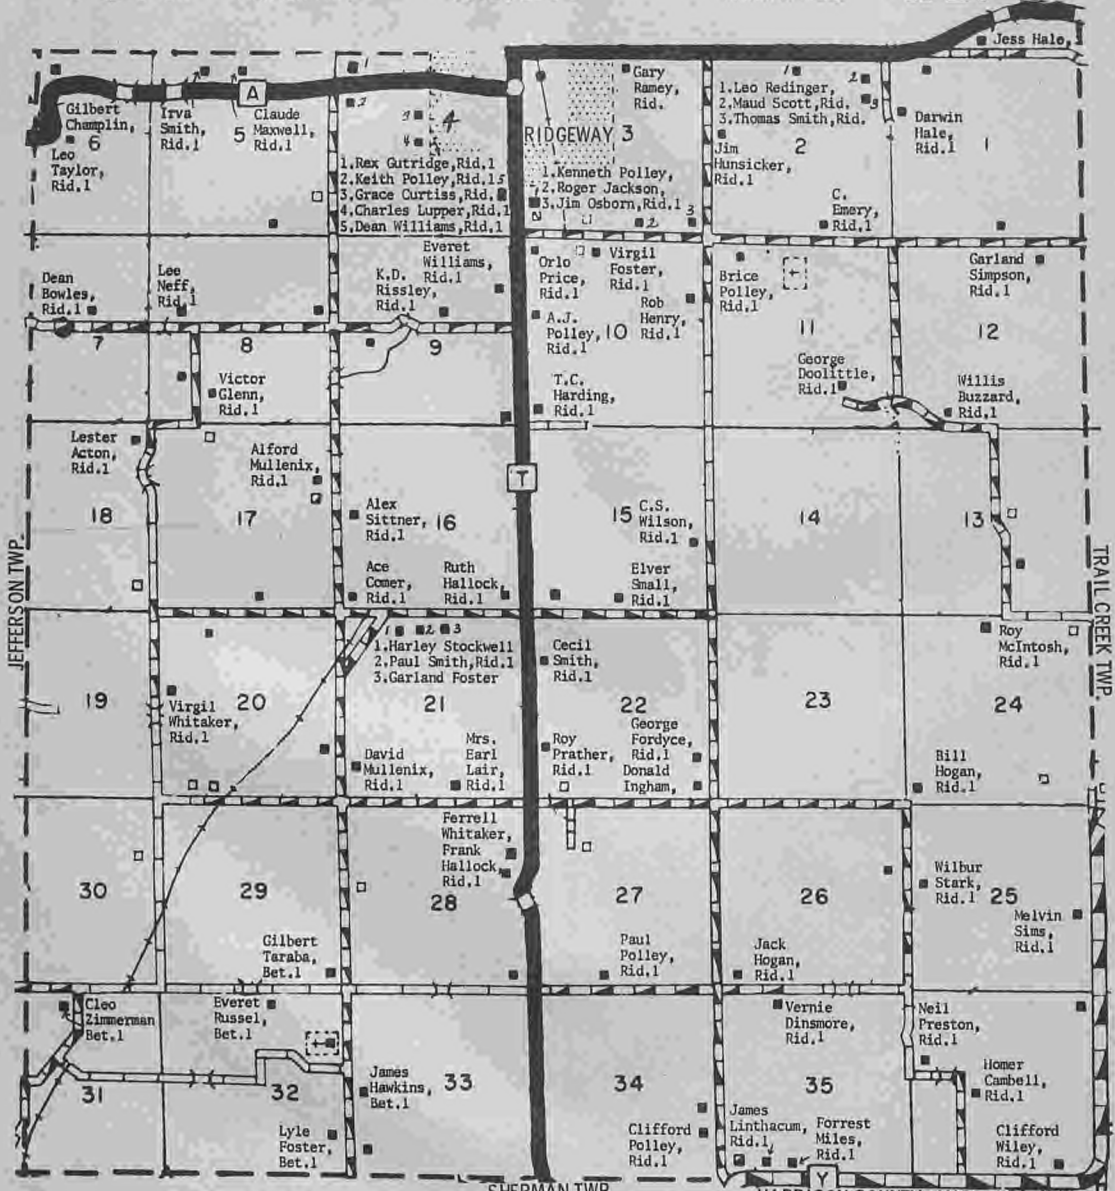 Jess Hale,
Gilbert
Champlin,
6
Leo
Taylor,
Rid.1
Irva
Smith,
Rid.1
5
A
Claude
Maxwell,
Rid.1
1
2
3
4
4
1.Rex Gutridge,Rid.1
2.Keith Polley,Rid.1
5
3.Grace Curtiss,Rid.
4.Charles Lupper,Rid.1
5.Dean Williams,Rid.1
Gary
Ramey,
Rid.
RIDGEWAY 3
1.Kenneth Polley,
2.Roger Jackson,
3.Jim Osborn,Rid.1
2
3
1
2
3
1.Leo Redinger,
2.Maud Scott,Rid.
3.Thomas Smith,Rid.
Jim
Hunsicker,
Rid.1
2
C.
Emery,
Rid.1
Darwin
Hale,
Rid.1
1
Dean
Bowles,
Rid.1
7
Lee
Neff,
Rid.1
8
Victor
Glenn,
Rid.1
K.D.
Rissley,
Rid.1
Everet
Williams,
Rid.1
9
Orlo
Price,
Rid.1
Virgil
Foster,
Rid.1
Rob
Henry,
Rid.1
A.J.
Polley,
Rid.1
10
T.C.
Harding,
Rid.1
Brice
Polley,
Rid.1
11
George
Doolittle,
Rid.1
Garland
Simpson,
Rid.1
12
Willis
Buzzard,
Rid.1
Lester
Acton,
Rid.1
18
Alford
Mullenix,
Rid.1
17
T
Alex
Sittner,
Rid.1
16
Ace
Comer,
Rid.1
Ruth
Hallock,
Rid.1
15
C.S.
Wilson,
Rid.1
Elver
Small,
Rid.1
14
13
JEFFERSON TWP.
TRAIL CREEK TWP.
19
Virgil
Whitaker,
Rid.1
20
1
2
3
1.Harley Stockwell
2.Paul Smith,Rid.1
3.Garland Foster
21
David
Mullenix,
Rid.1
Mrs.
Earl
Lair,
Rid.1
Cecil
Smith,
Rid.1
22
Roy
Prather,
Rid.1
George
Fordyce,
Rid.1
Donald
Ingham,
23
Roy
McIntosh,
Rid.1
24
Bill
Hogan,
Rid.1
30
29
Gilbert
Taraba,
Bet.1
Ferrell
Whitaker,
Frank
Hallock,
Rid.1
28
27
Paul
Polley,
Rid.1
26
Jack
Hogan,
Rid.1
Wilbur
Stark,
Rid.1
25
Melvin
Sims,
Rid.1
Cleo
Zimmerman
Bet.1
31
Everet
Russel,
Bet.1
32
Lyle
Foster,
Bet.1
33
James
Hawkins,
Bet.1
34
Clifford
Polley,
Rid.1
Vernie
Dinsmore,
Rid.1
35
James
Linthacum,
Rid.1
Forrest
Miles,
Rid.1
Neil
Preston,
Rid.1
Homer
Cambell,
Rid.1
Clifford
Wiley,
Rid.1
Y
SHERMAN TWP.